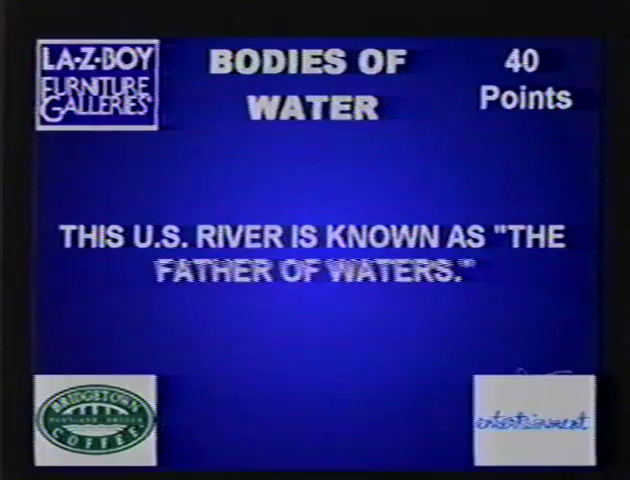 LA-Z-BOY
FURNITURE
GALLERIES®
BODIES OF
WATER
40
Points
THIS U.S. RIVER IS KNOWN AS "THE
FATHER OF WATERS."
BRIDGETOWN
COFFEE
entertainment